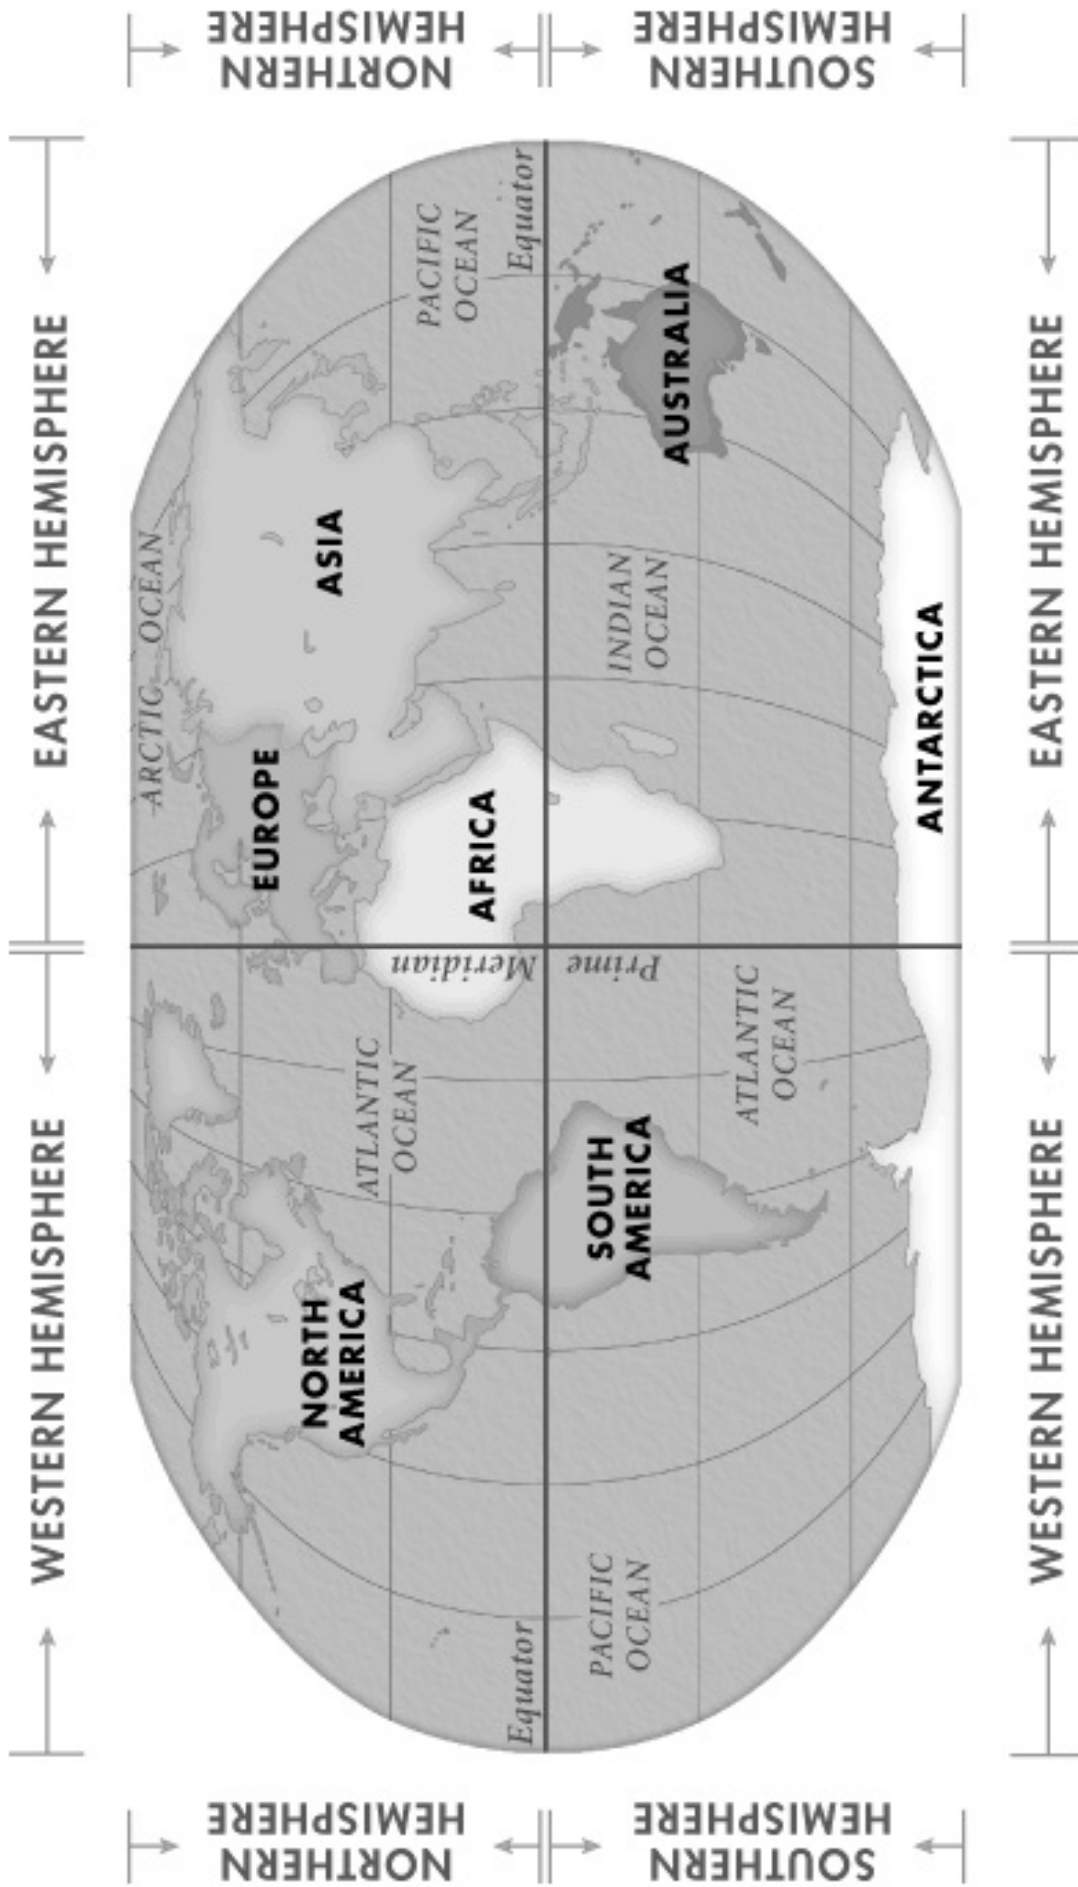 WESTERN HEMISPHERE
EASTERN HEMISPHERE
NORTHERN
HEMISPHERE
NORTHERN
HEMISPHERE
ARCTIC OCEAN
EUROPE
ASIA
NORTH
AMERICA
ATLANTIC
OCEAN
PACIFIC
OCEAN
AFRICA
Meridian
Prime
Equator
Equator
SOUTH
AMERICA
PACIFIC
OCEAN
INDIAN
OCEAN
AUSTRALIA
ATLANTIC
OCEAN
ANTARCTICA
SOUTHERN
HEMISPHERE
SOUTHERN
HEMISPHERE
WESTERN HEMISPHERE
EASTERN HEMISPHERE